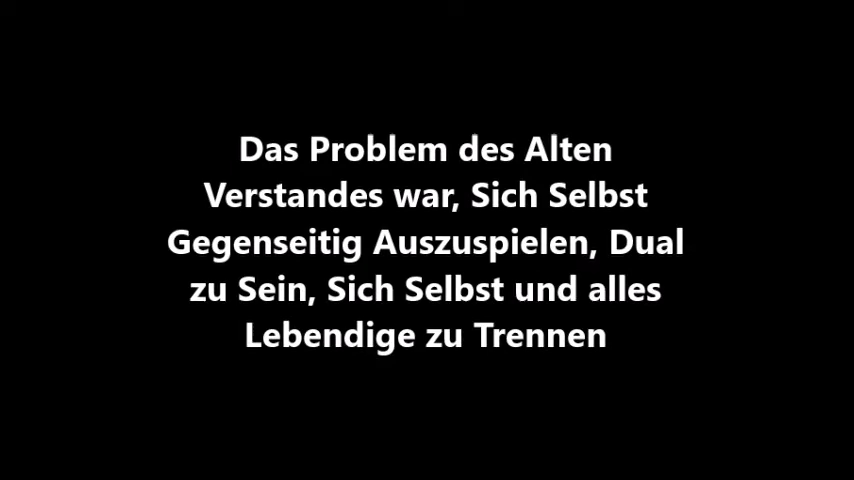 Das Problem des Alten
Verstandes war, Sich Selbst
Gegenseitig Auszuspielen, Dual
zu Sein, Sich Selbst und alles
Lebendige zu Trennen